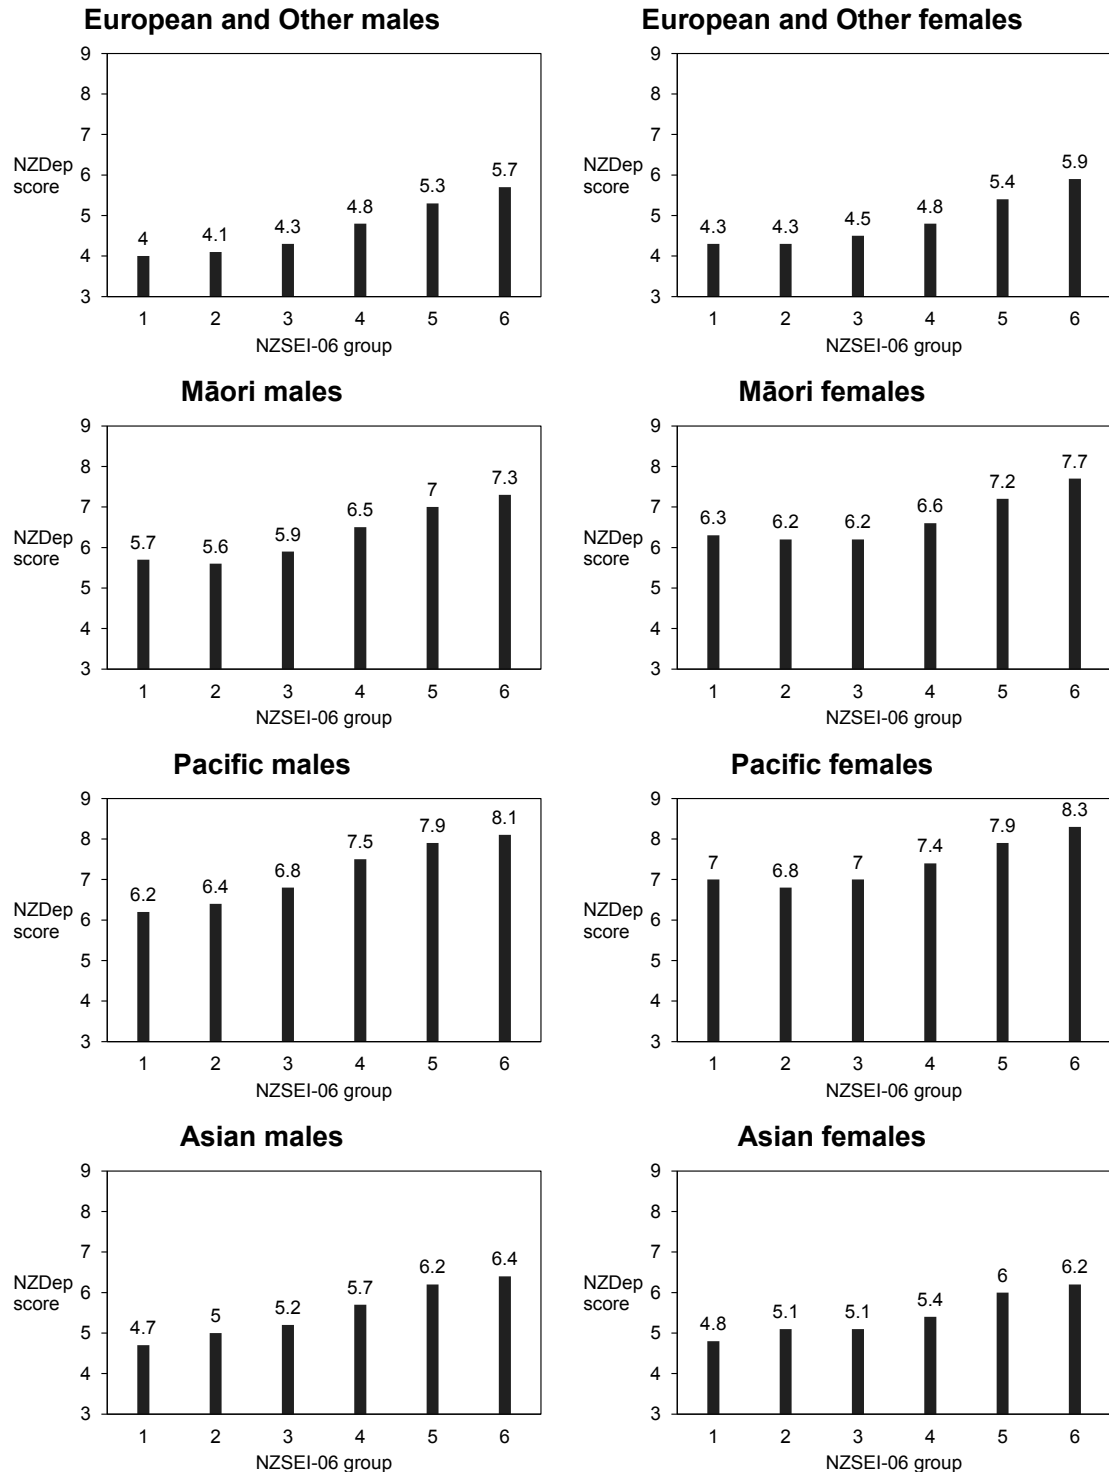 European and Other males
9
8
7
6
5
4
3
NZDep
score
4
4.1
4.3
4.8
5.3
5.7
1 2 3 4 5 6
NZSEI-06 group
European and Other females
9
8
7
6
5
4
3
NZDep
score
4.3
4.3
4.5
4.8
5.4
5.9
1 2 3 4 5 6
NZSEI-06 group
Māori males
9
8
7
6
5
4
3
NZDep
score
5.7
5.6
5.9
6.5
7
7.3
1 2 3 4 5 6
NZSEI-06 group
Māori females
9
8
7
6
5
4
3
NZDep
score
6.3
6.2
6.2
6.6
7.2
7.7
1 2 3 4 5 6
NZSEI-06 group
Pacific males
9
8
7
6
5
4
3
NZDep
score
6.2
6.4
6.8
7.5
7.9
8.1
1 2 3 4 5 6
NZSEI-06 group
Pacific females
9
8
7
6
5
4
3
NZDep
score
7
6.8
7
7.4
7.9
8.3
1 2 3 4 5 6
NZSEI-06 group
Asian males
9
8
7
6
5
4
3
NZDep
score
4.7
5
5.2
5.7
6.2
6.4
1 2 3 4 5 6
NZSEI-06 group
Asian females
9
8
7
6
5
4
3
NZDep
score
4.8
5.1
5.1
5.4
6
6.2
1 2 3 4 5 6
NZSEI-06 group